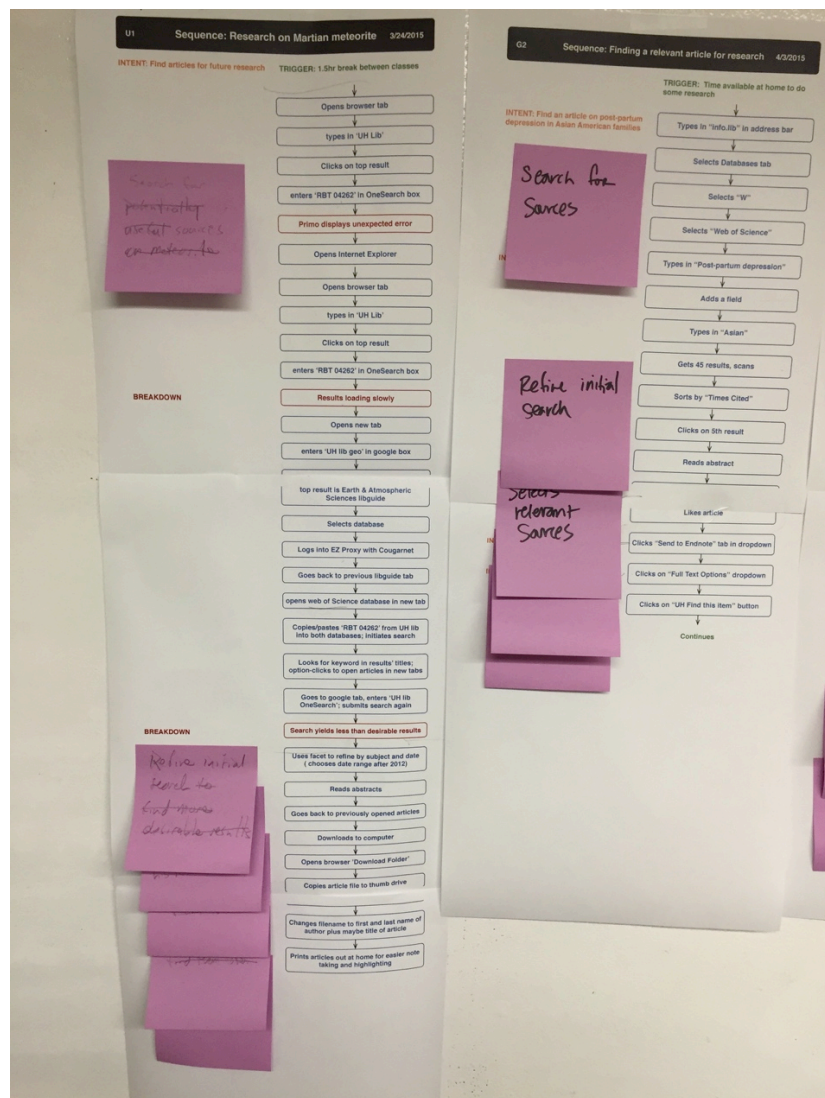 U1 Sequence: Research on Martian meteorite 3/24/2015
INTENT: Find articles for future research
TRIGGER: 1.5hr break between classes
Opens browser tab
types in 'UH Lib'
Clicks on top result
enters 'RBT 04262' in OneSearch box
Primo displays unexpected error
Opens Internet Explorer
Opens browser tab
types in 'UH Lib'
Clicks on top result
enters 'RBT 04262' in OneSearch box
BREAKDOWN
Results loading slowly
Opens new tab
enters 'UH lib geo' in google box
top result is Earth & Atmospheric
Sciences libguide
Selects database
Logs into EZ Proxy with Cougarnet
Goes back to previous libguide tab
opens web of Science database in new tab
Copies/pastes 'RBT 04262' from UH lib
into both databases; initiates search
Looks for keyword in results' titles;
option-clicks to open articles in new tabs
Goes to google tab, enters 'UH lib
OneSearch'; submits search again
BREAKDOWN
Search yields less than desirable results
Uses facet to refine by subject and date
( chooses date range after 2012)
Reads abstracts
Goes back to previously opened articles
Downloads to computer
Opens browser 'Download Folder'
Copies article file to thumb drive
Changes filename to first and last name of
author plus maybe title of article
Prints articles out at home for easier note
taking and highlighting
Search for
potentially
useful sources
on meteorite
Refine initial
search to
find more
desirable results
G2 Sequence: Finding a relevant article for research 4/3/2015
TRIGGER: Time available at home to do
some research
INTENT: Find an article on post-partum
depression in Asian American families
Types in "info.lib" in address bar
Selects Databases tab
Selects "W"
Selects "Web of Science"
Types in "Post-partum depression"
Adds a field
Types in "Asian"
Gets 45 results, scans
Sorts by "Times Cited"
Clicks on 5th result
Reads abstract
Likes article
Clicks "Send to Endnote" tab in dropdown
Clicks on "Full Text Options" dropdown
Clicks on "UH Find this item" button
Continues
Search for
Sources
Refine initial
search
Selects
relevant
Sources